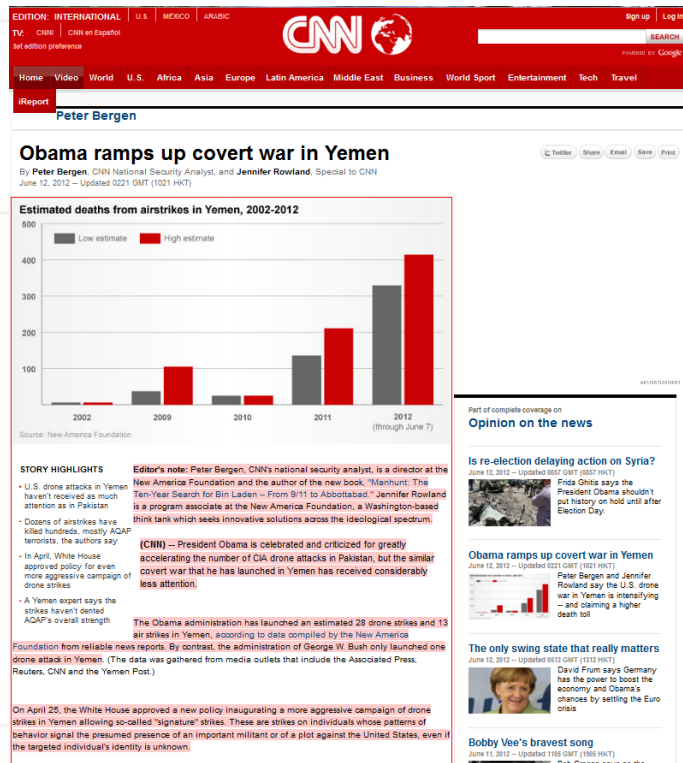 EDITION: INTERNATIONAL U.S. MÉXICO ARABIC
TV: CNNI CNN en Español
Set edition preference
CNN
Sign up Log in
SEARCH
POWERED BY Google
Home Video World U.S. Africa Asia Europe Latin America Middle East Business World Sport Entertainment Tech Travel
iReport
Peter Bergen
Obama ramps up covert war in Yemen
By Peter Bergen, CNN National Security Analyst, and Jennifer Rowland, Special to CNN
June 12, 2012 -- Updated 0221 GMT (1021 HKT)
Twitter Share Email Save Print
Estimated deaths from airstrikes in Yemen, 2002-2012
500
Low estimate High estimate
400
300
200
100
2002 2009 2010 2011 2012
(through June 7)
Source: New America Foundation
STORY HIGHLIGHTS
• U.S. drone attacks in Yemen
haven't received as much
attention as in Pakistan
• Dozens of airstrikes have
killed hundreds, mostly AQAP
terrorists, the authors say
• In April, White House
approved policy for even
more aggressive campaign of
drone strikes
• A Yemen expert says the
strikes haven't dented
AQAP's overall strength
Editor's note: Peter Bergen, CNN's national security analyst, is a director at the
New America Foundation and the author of the new book, "Manhunt: The
Ten-Year Search for Bin Laden -- From 9/11 to Abbottabad." Jennifer Rowland
is a program associate at the New America Foundation, a Washington-based
think tank which seeks innovative solutions across the ideological spectrum.
(CNN) -- President Obama is celebrated and criticized for greatly
accelerating the number of CIA drone attacks in Pakistan, but the similar
covert war that he has launched in Yemen has received considerably
less attention.
The Obama administration has launched an estimated 28 drone strikes and 13
air strikes in Yemen, according to data compiled by the New America
Foundation from reliable news reports. By contrast, the administration of George W. Bush only launched one
drone attack in Yemen. (The data was gathered from media outlets that include the Associated Press,
Reuters, CNN and the Yemen Post.)
On April 25, the White House approved a new policy inaugurating a more aggressive campaign of drone
strikes in Yemen allowing so-called "signature" strikes. These are strikes on individuals whose patterns of
behavior signal the presumed presence of an important militant or of a plot against the United States, even if
the targeted individual's identity is unknown.
ADVERTISEMENT
Part of complete coverage on
Opinion on the news
Is re-election delaying action on Syria?
June 12, 2012 -- Updated 0057 GMT (0857 HKT)
Frida Ghitis says the
President Obama shouldn't
put history on hold until after
Election Day.
Obama ramps up covert war in Yemen
June 12, 2012 -- Updated 0221 GMT (1021 HKT)
Peter Bergen and Jennifer
Rowland say the U.S. drone
war in Yemen is intensifying
-- and claiming a higher
death toll
The only swing state that really matters
June 12, 2012 -- Updated 0512 GMT (1312 HKT)
David Frum says Germany
has the power to boost the
economy and Obama's
chances by settling the Euro
crisis
Bobby Vee's bravest song
June 11, 2012 -- Updated 1105 GMT (1905 HKT)